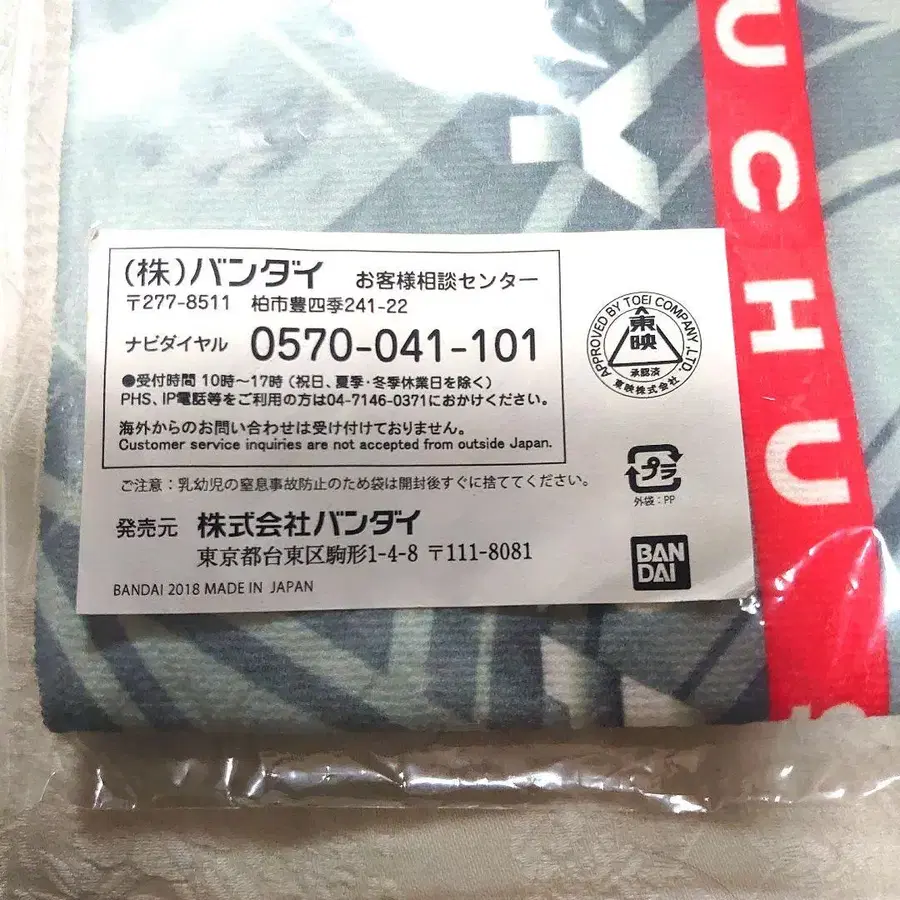 UCHU
(株)バンダイ お客様相談センター
〒277-8511 柏市豊四季241-22
ナビダイヤル 0570-041-101
●受付時間 10時～17時 (祝日、夏季・冬季休業日を除く)
PHS、IP電話等をご利用の方は04-7146-0371におかけください。
海外からのお問い合わせは受け付けておりません。
Customer service inquiries are not accepted from outside Japan.
APPROVED BY TOEI COMPANY, LTD.
東映
承認済
東映株式会社
プラ
外袋：PP
ご注意：乳幼児の窒息事故防止のため袋は開封後すぐに捨ててください。
発売元 株式会社バンダイ
東京都台東区駒形1-4-8 〒111-8081
BANDAI 2018 MADE IN JAPAN
BAN
DAI